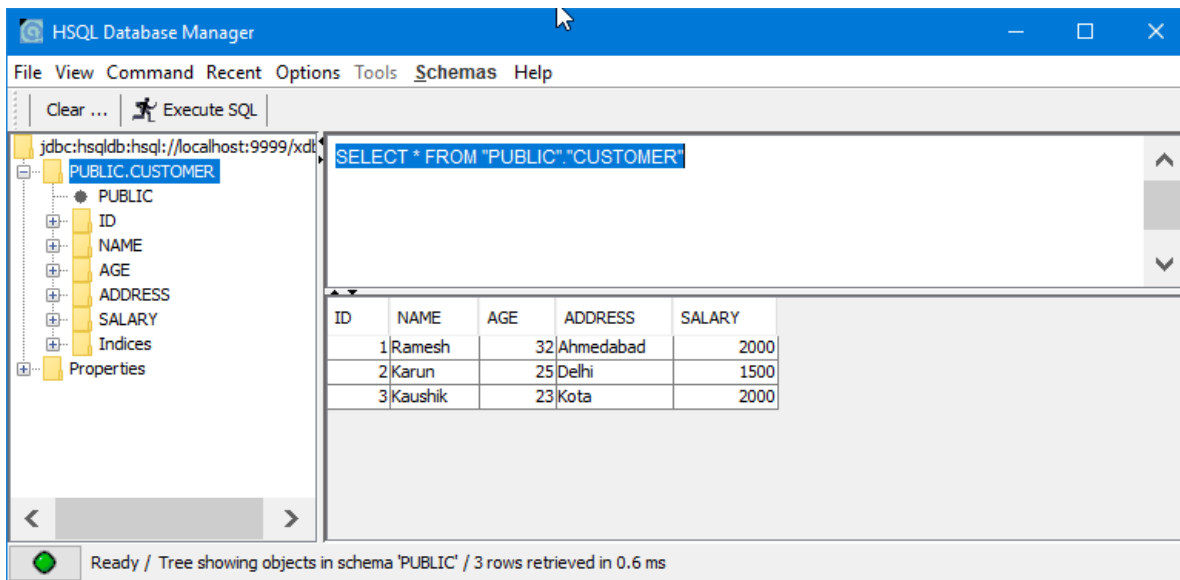 HSQL Database Manager
File View Command Recent Options Tools Schemas Help
Clear ... Execute SQL
jdbc:hsqldb:hsql://localhost:9999/xdb
PUBLIC.CUSTOMER
PUBLIC
ID
NAME
AGE
ADDRESS
SALARY
Indices
Properties
SELECT * FROM "PUBLIC"."CUSTOMER"
ID NAME AGE ADDRESS SALARY
1 Ramesh 32 Ahmedabad 2000
2 Karun 25 Delhi 1500
3 Kaushik 23 Kota 2000
Ready / Tree showing objects in schema 'PUBLIC' / 3 rows retrieved in 0.6 ms